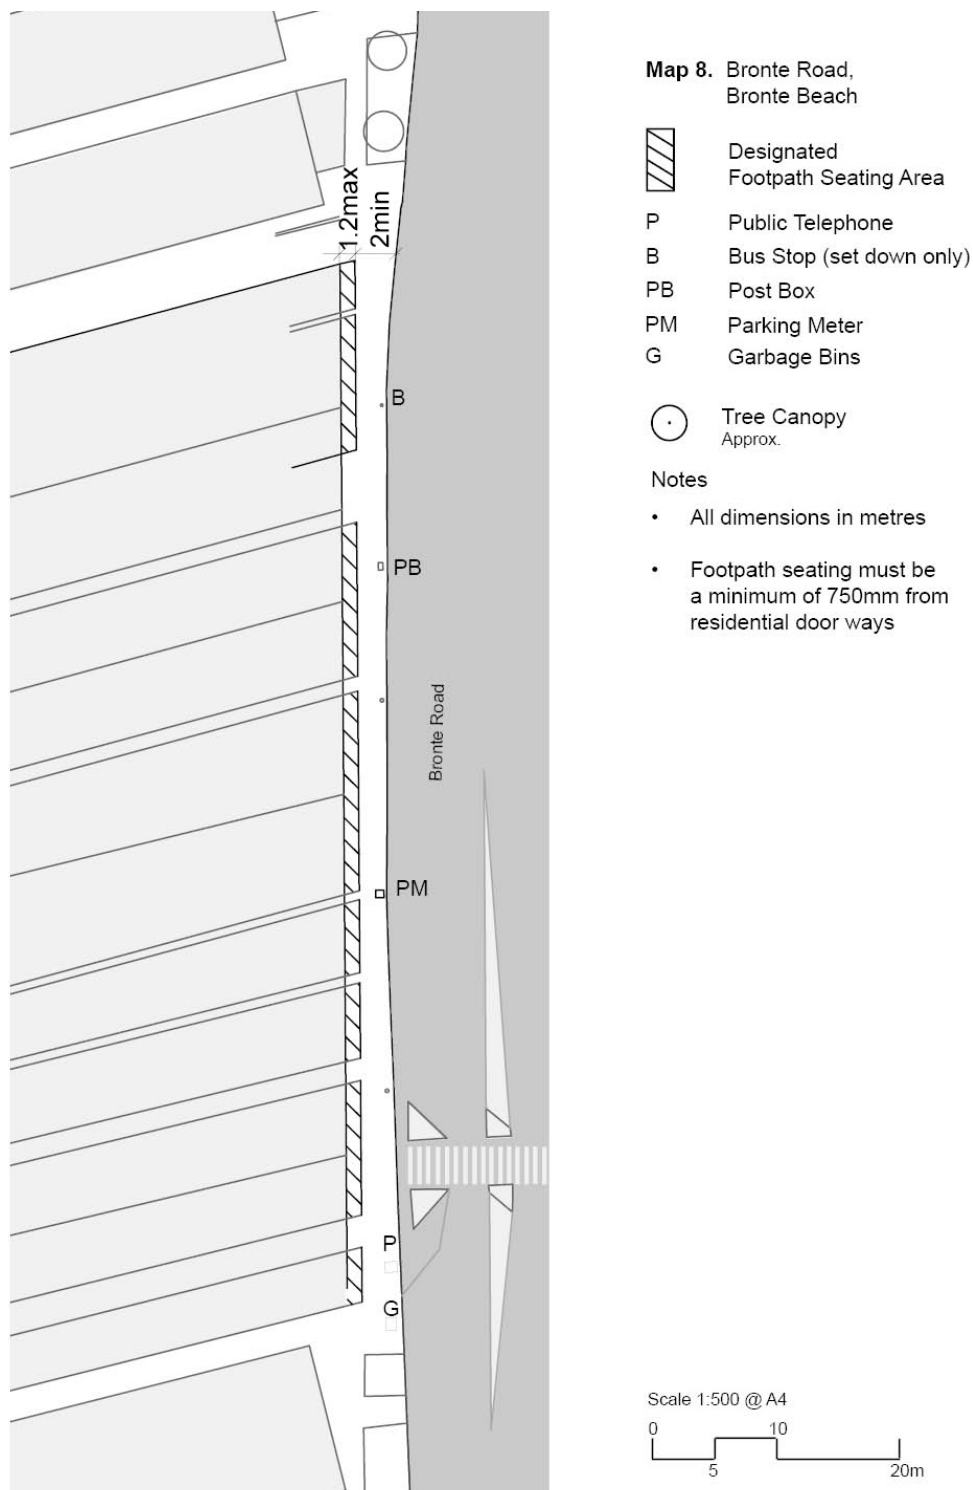 Map 8. Bronte Road,
Bronte Beach
Designated
Footpath Seating Area
P Public Telephone
B Bus Stop (set down only)
PB Post Box
PM Parking Meter
G Garbage Bins
Tree Canopy
Approx.
Notes
• All dimensions in metres
• Footpath seating must be
a minimum of 750mm from
residential door ways
1.2max
2min
B
PB
Bronte Road
PM
P
G
Scale 1:500 @ A4
0 10
5 20m